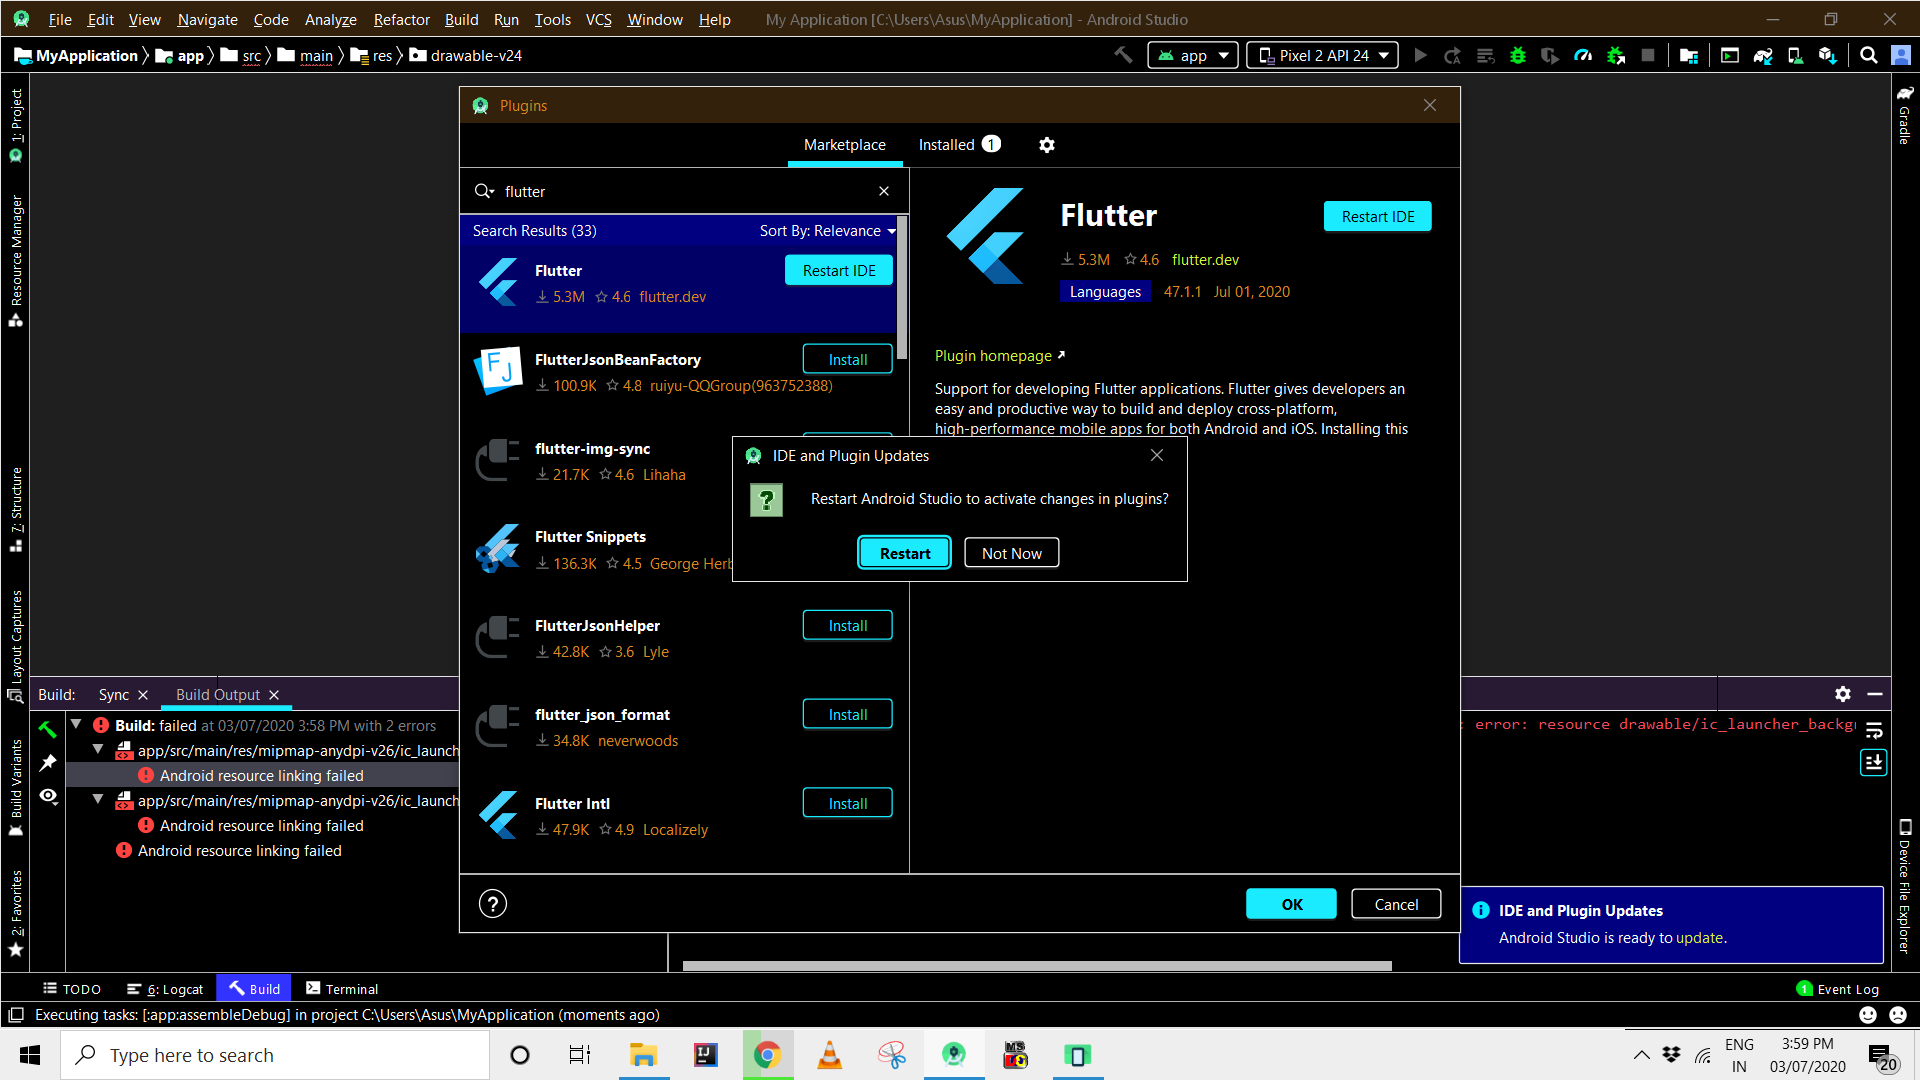 File Edit View Navigate Code Analyze Refactor Build Run Tools VCS Window Help My Application [C:\Users\Asus\MyApplication] - Android Studio
MyApplication app src main res drawable-v24 app Pixel 2 API 24
1: Project
Resource Manager
7: Structure
Layout Captures
Build Variants
2: Favorites
Gradle
Device File Explorer
Plugins
Marketplace Installed 1
flutter
Search Results (33) Sort By: Relevance
Flutter Restart IDE
5.3M 4.6 flutter.dev
FlutterJsonBeanFactory Install
100.9K 4.8 ruiyu-QQGroup(963752388)
flutter-img-sync
21.7K 4.6 Lihaha
Flutter Snippets
136.3K 4.5 George Herb
FlutterJsonHelper Install
42.8K 3.6 Lyle
flutter_json_format Install
34.8K neverwoods
Flutter Intl Install
47.9K 4.9 Localizely
Flutter Restart IDE
5.3M 4.6 flutter.dev
Languages 47.1.1 Jul 01, 2020
Plugin homepage
Support for developing Flutter applications. Flutter gives developers an
easy and productive way to build and deploy cross-platform,
high-performance mobile apps for both Android and iOS. Installing this
IDE and Plugin Updates
?
Restart Android Studio to activate changes in plugins?
Restart Not Now
? OK Cancel
Build: Sync Build Output
Build: failed at 03/07/2020 3:58 PM with 2 errors
app/src/main/res/mipmap-anydpi-v26/ic_launch
Android resource linking failed
app/src/main/res/mipmap-anydpi-v26/ic_launch
Android resource linking failed
Android resource linking failed
: error: resource drawable/ic_launcher_backg
IDE and Plugin Updates
Android Studio is ready to update.
TODO 6: Logcat Build Terminal 1 Event Log
Executing tasks: [:app:assembleDebug] in project C:\Users\Asus\MyApplication (moments ago)
Type here to search
ENG
IN
3:59 PM
03/07/2020
20